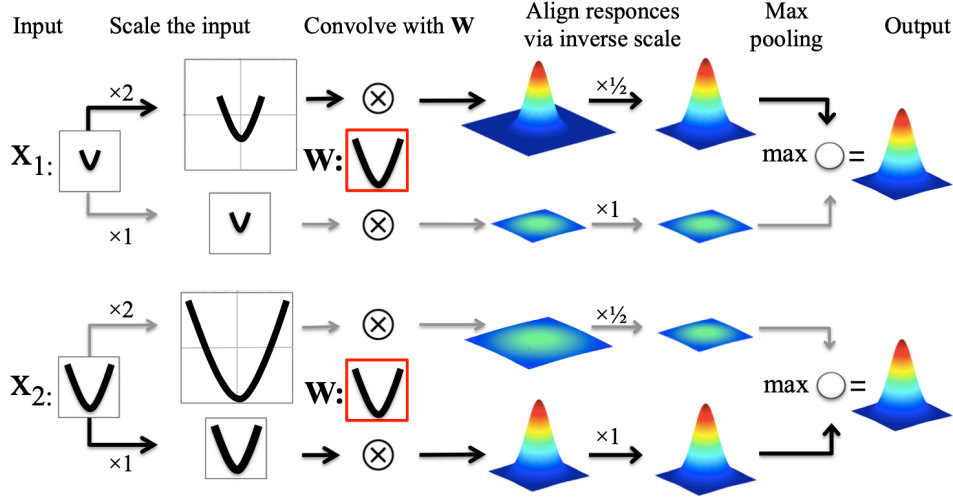 Input
Scale the input
Convolve with W
Align responces
via inverse scale
Max
pooling
Output
×2
×½
X1:
W:
max
=
×1
×1
×2
×½
X2:
W:
max
=
×1
×1